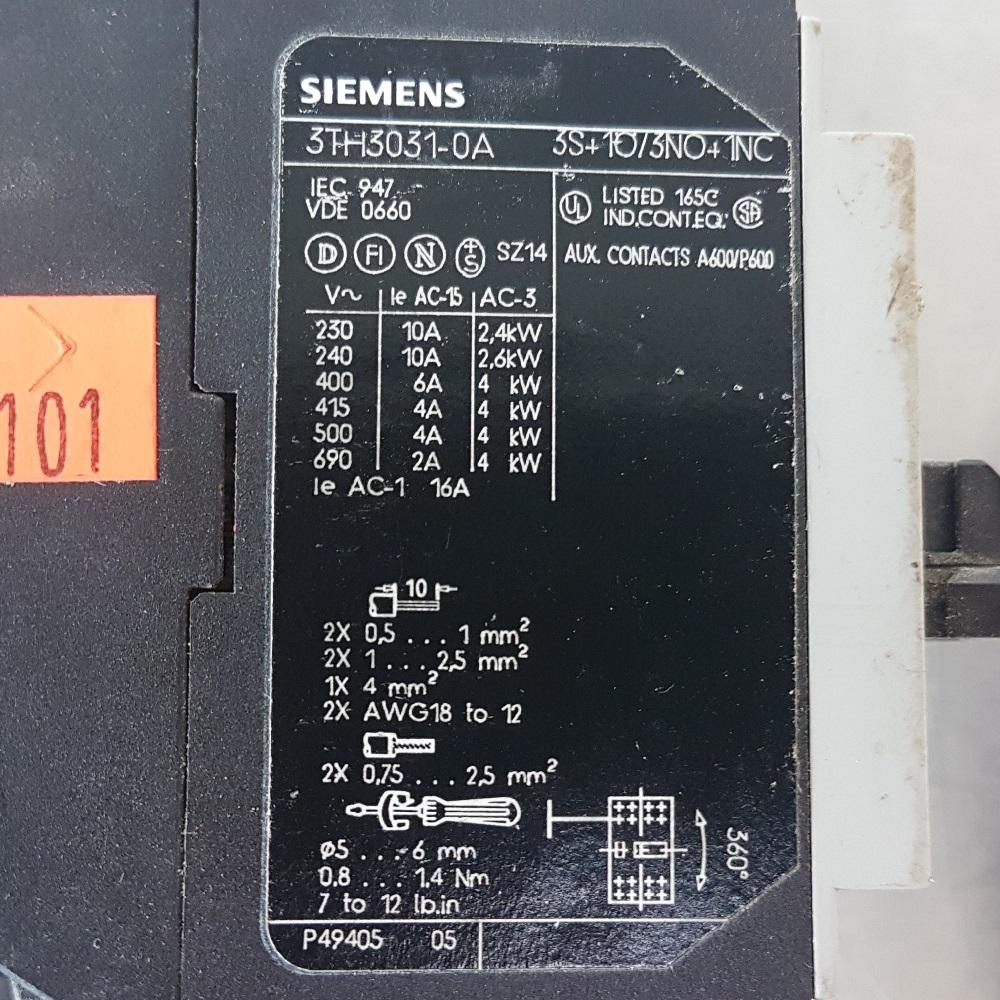 SIEMENS
3TH3031-0A 3S+1Ö/3NO+1NC
IEC 947
VDE 0660
UL LISTED 165C
IND.CONT.EQ. SA
D FI N +S SZ14
AUX. CONTACTS A600/P600
V~ Ie AC-15 AC-3
230 10A 2,4kW
240 10A 2,6kW
400 6A 4 kW
415 4A 4 kW
500 4A 4 kW
690 2A 4 kW
Ie AC-1 16A
101
10
2X 0,5 ... 1 mm²
2X 1 ... 2,5 mm²
1X 4 mm²
2X AWG18 to 12
2X 0,75 ... 2,5 mm²
ø5 ... 6 mm
0.8 ... 1.4 Nm
7 to 12 lb.in
360°
P49405 05